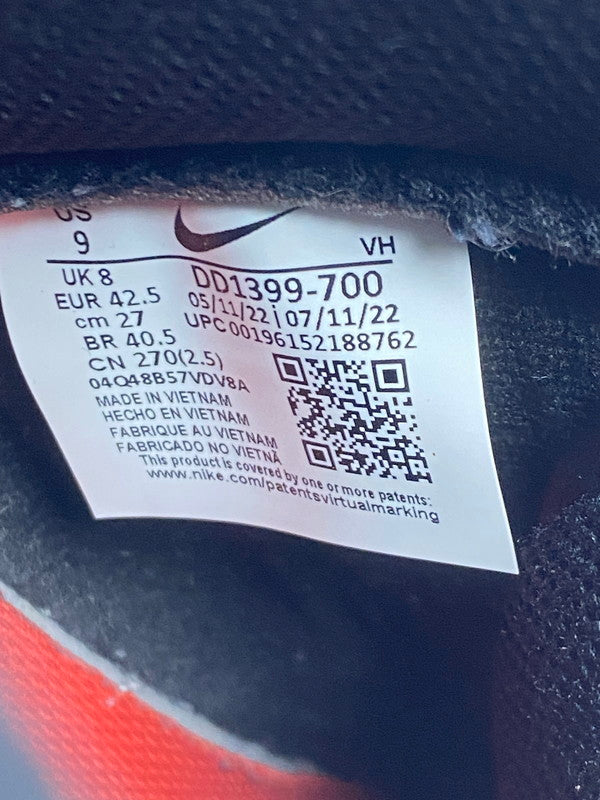 US
9
VH
UK 8
DD1399-700
EUR 42.5
05/11/22 | 07/11/22
cm 27
UPC 00196152188762
BR 40.5
CN 270(2.5)
04Q48B57VDV8A
MADE IN VIETNAM
HECHO EN VIETNAM
FABRIQUE AU VIETNAM
FABRICADO NO VIETNÃ
This product is covered by one or more patents:
www.nike.com/patentsvirtualmarking